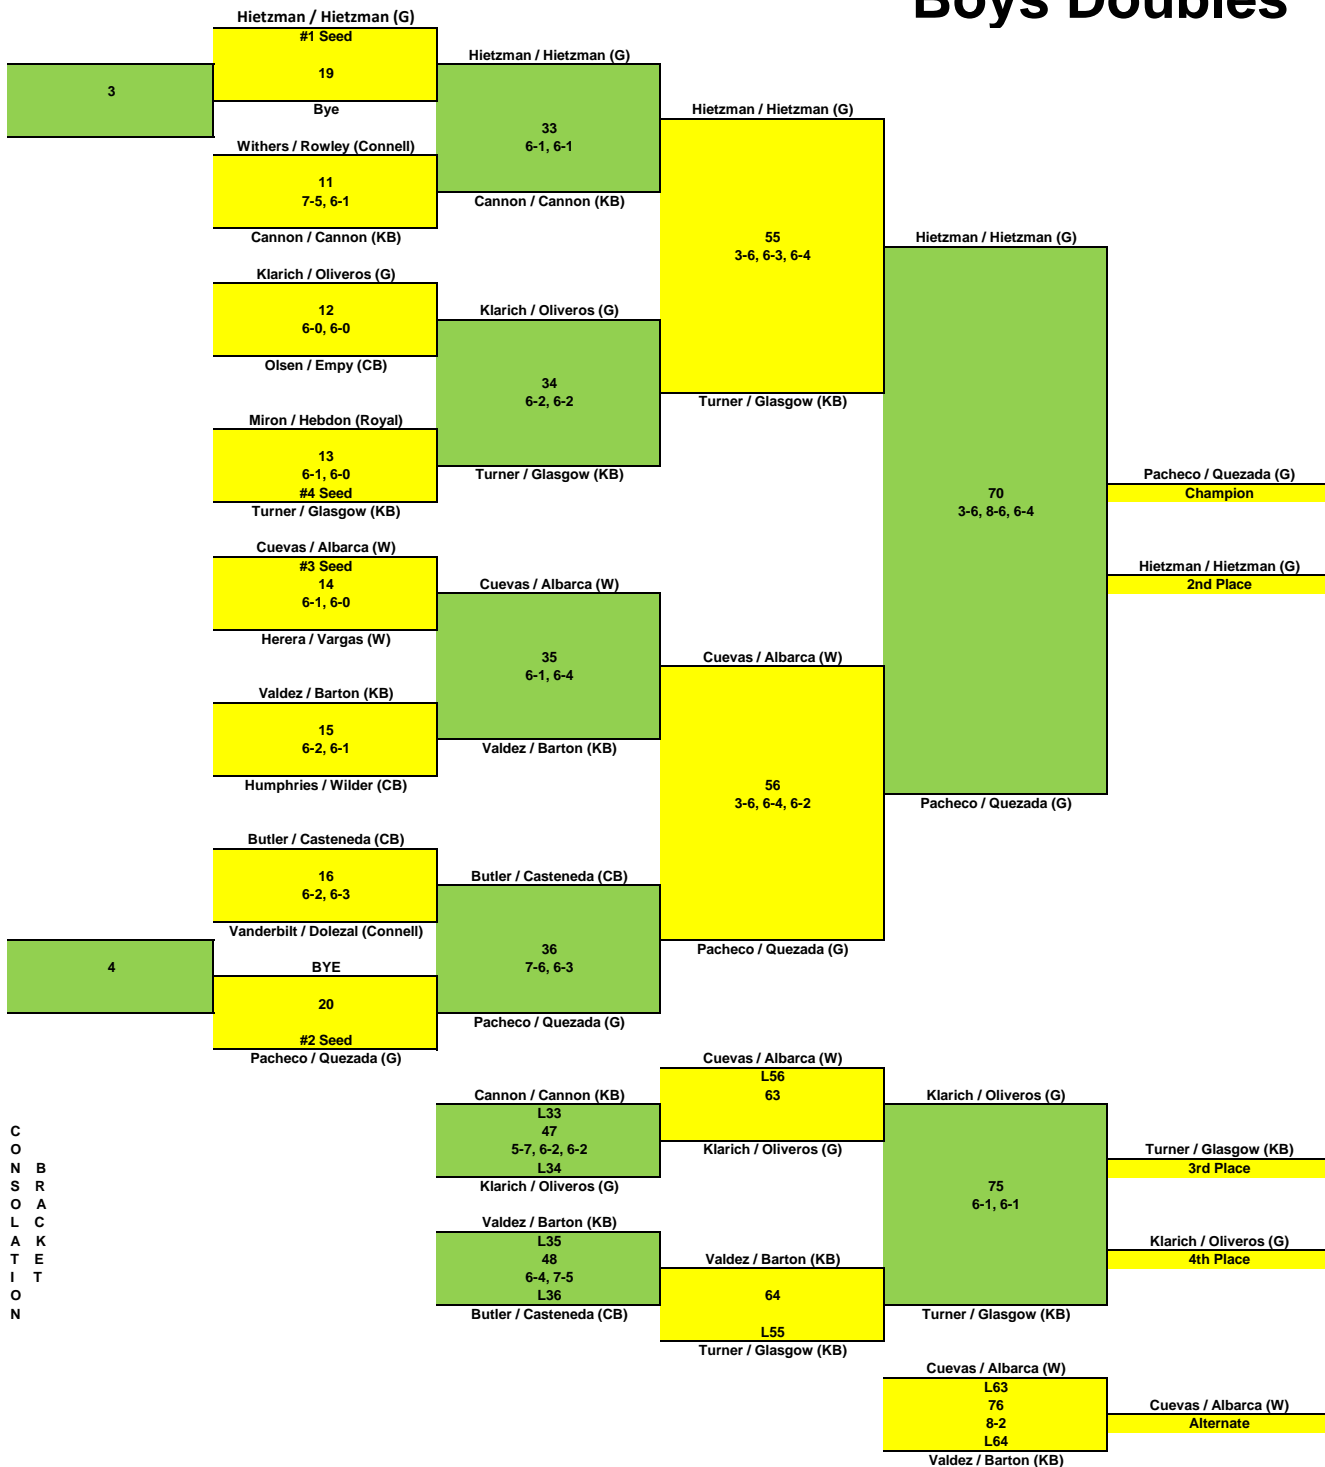 Boys Doubles
Hietzman / Hietzman (G)
#1 Seed
19
Bye
3
Withers / Rowley (Connell)
11
7-5, 6-1
Cannon / Cannon (KB)
Klarich / Oliveros (G)
12
6-0, 6-0
Olsen / Empy (CB)
Miron / Hebdon (Royal)
13
6-1, 6-0
#4 Seed
Turner / Glasgow (KB)
Cuevas / Albarca (W)
#3 Seed
14
6-1, 6-0
Herera / Vargas (W)
Valdez / Barton (KB)
15
6-2, 6-1
Humphries / Wilder (CB)
Butler / Casteneda (CB)
16
6-2, 6-3
Vanderbilt / Dolezal (Connell)
4
BYE
20
#2 Seed
Pacheco / Quezada (G)
Hietzman / Hietzman (G)
33
6-1, 6-1
Cannon / Cannon (KB)
Klarich / Oliveros (G)
34
6-2, 6-2
Turner / Glasgow (KB)
Cuevas / Albarca (W)
35
6-1, 6-4
Valdez / Barton (KB)
Butler / Casteneda (CB)
36
7-6, 6-3
Pacheco / Quezada (G)
Hietzman / Hietzman (G)
55
3-6, 6-3, 6-4
Turner / Glasgow (KB)
Cuevas / Albarca (W)
56
3-6, 6-4, 6-2
Pacheco / Quezada (G)
Hietzman / Hietzman (G)
70
3-6, 8-6, 6-4
Pacheco / Quezada (G)
Pacheco / Quezada (G)
Champion
Hietzman / Hietzman (G)
2nd Place
CONSOLATION
BRACKET
Cannon / Cannon (KB)
L33
47
5-7, 6-2, 6-2
L34
Klarich / Oliveros (G)
Valdez / Barton (KB)
L35
48
6-4, 7-5
L36
Butler / Casteneda (CB)
Cuevas / Albarca (W)
L56
63
Klarich / Oliveros (G)
Valdez / Barton (KB)
64
L55
Turner / Glasgow (KB)
Klarich / Oliveros (G)
75
6-1, 6-1
Turner / Glasgow (KB)
Turner / Glasgow (KB)
3rd Place
Klarich / Oliveros (G)
4th Place
Cuevas / Albarca (W)
L63
76
8-2
L64
Valdez / Barton (KB)
Cuevas / Albarca (W)
Alternate